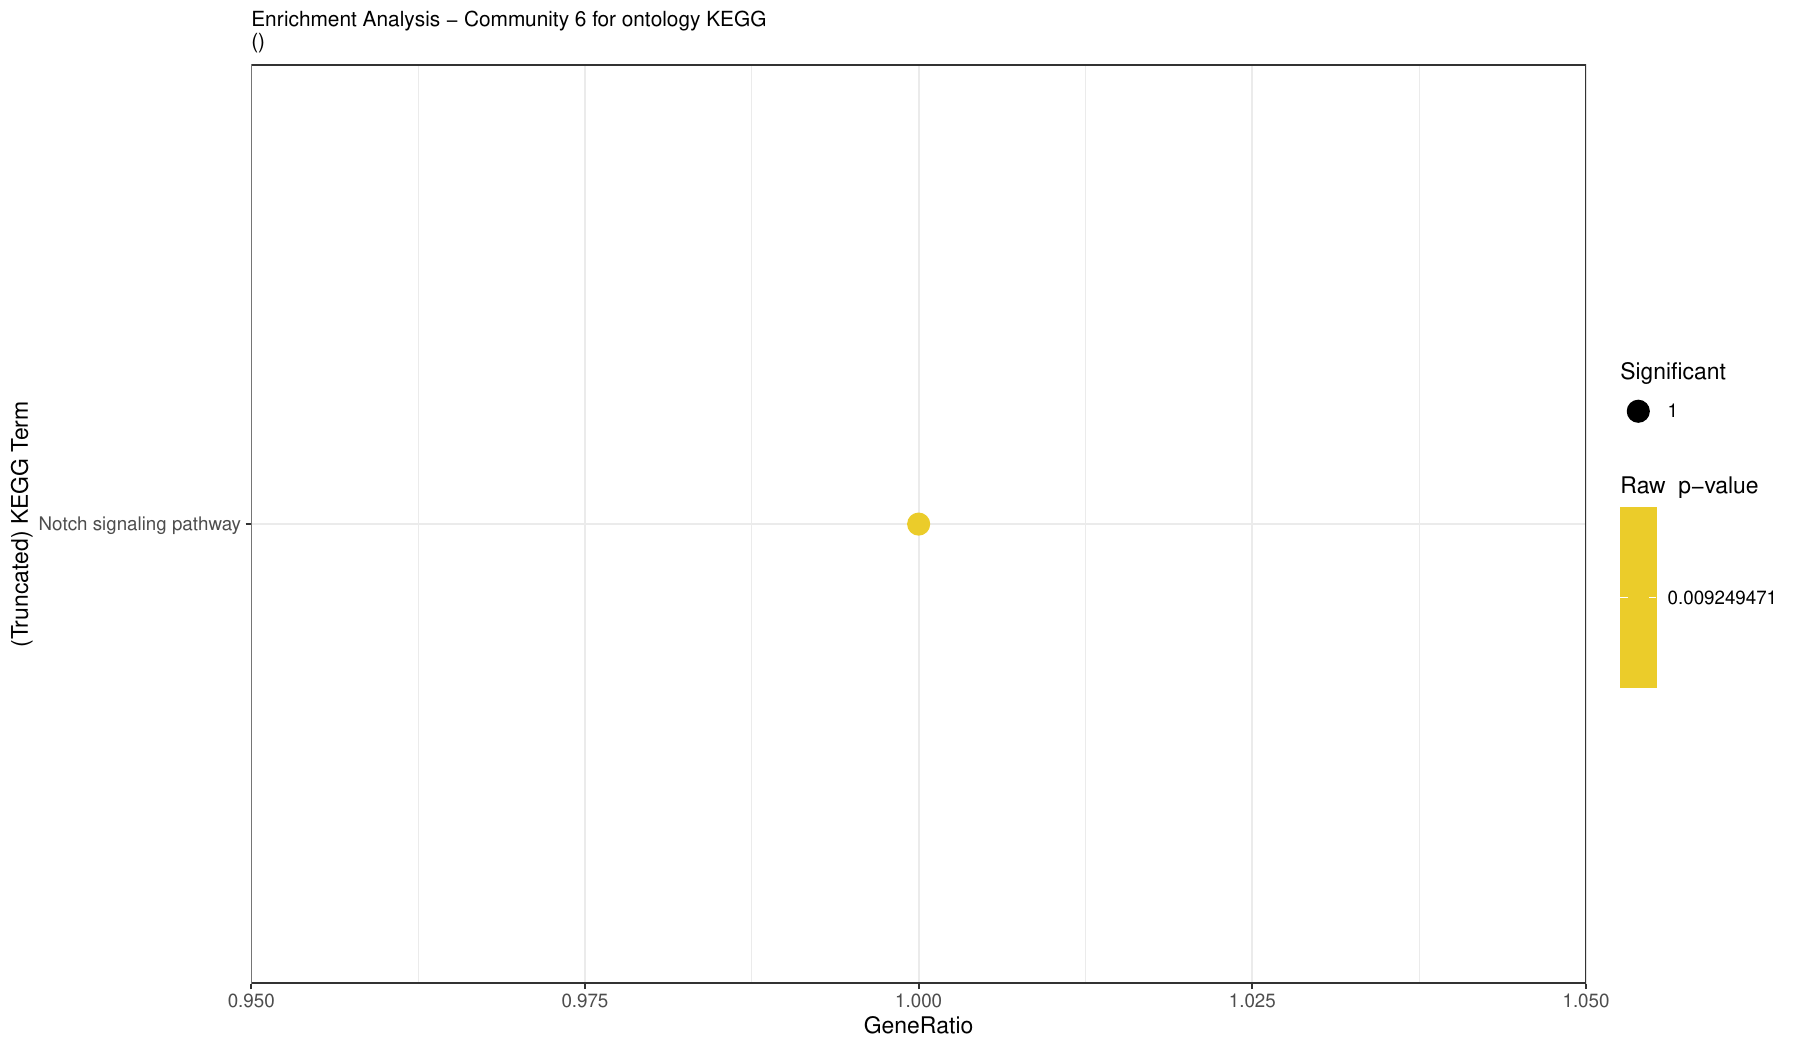 Enrichment Analysis − Community 6 for ontology KEGG
()
(Truncated) KEGG Term
Notch signaling pathway
0.950
0.975
1.000
1.025
1.050
GeneRatio
Significant
1
Raw  p−value
0.009249471